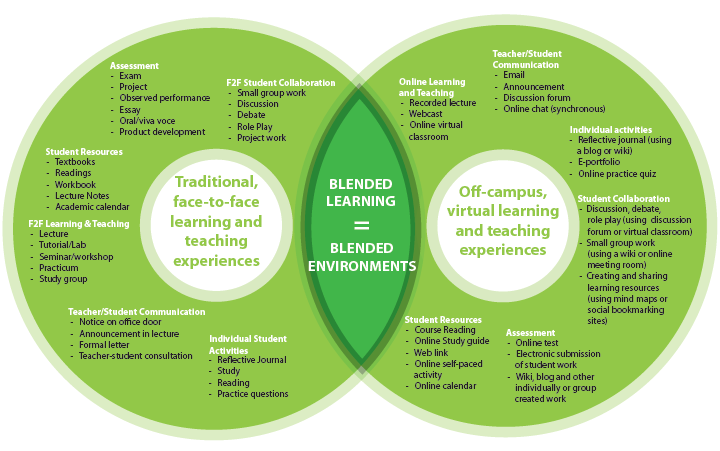 Assessment
- Exam
- Project
- Observed performance
- Essay
- Oral/viva voce
- Product development
F2F Student Collaboration
- Small group work
- Discussion
- Debate
- Role Play
- Project work
Student Resources
- Textbooks
- Readings
- Workbook
- Lecture Notes
- Academic calendar
F2F Learning & Teaching
- Lecture
- Tutorial/Lab
- Seminar/workshop
- Practicum
- Study group
Traditional,
face-to-face
learning and
teaching
experiences
Teacher/Student Communication
- Notice on office door
- Announcement in lecture
- Formal letter
- Teacher-student consultation
Individual Student
Activities
- Reflective Journal
- Study
- Reading
- Practice questions
BLENDED
LEARNING
=
BLENDED
ENVIRONMENTS
Online Learning
and Teaching
- Recorded lecture
- Webcast
- Online virtual
classroom
Teacher/Student
Communication
- Email
- Announcement
- Discussion forum
- Online chat (synchronous)
Individual activities
- Reflective journal (using
a blog or wiki)
- E-portfolio
- Online practice quiz
Off-campus,
virtual learning
and teaching
experiences
Student Collaboration
- Discussion, debate,
role play (using discussion
forum or virtual classroom)
- Small group work
(using a wiki or online
meeting room)
- Creating and sharing
learning resources
(using mind maps or
social bookmarking
sites)
Student Resources
- Course Reading
- Online Study guide
- Web link
- Online self-paced
activity
- Online calendar
Assessment
- Online test
- Electronic submission
of student work
- Wiki, blog and other
individually or group
created work